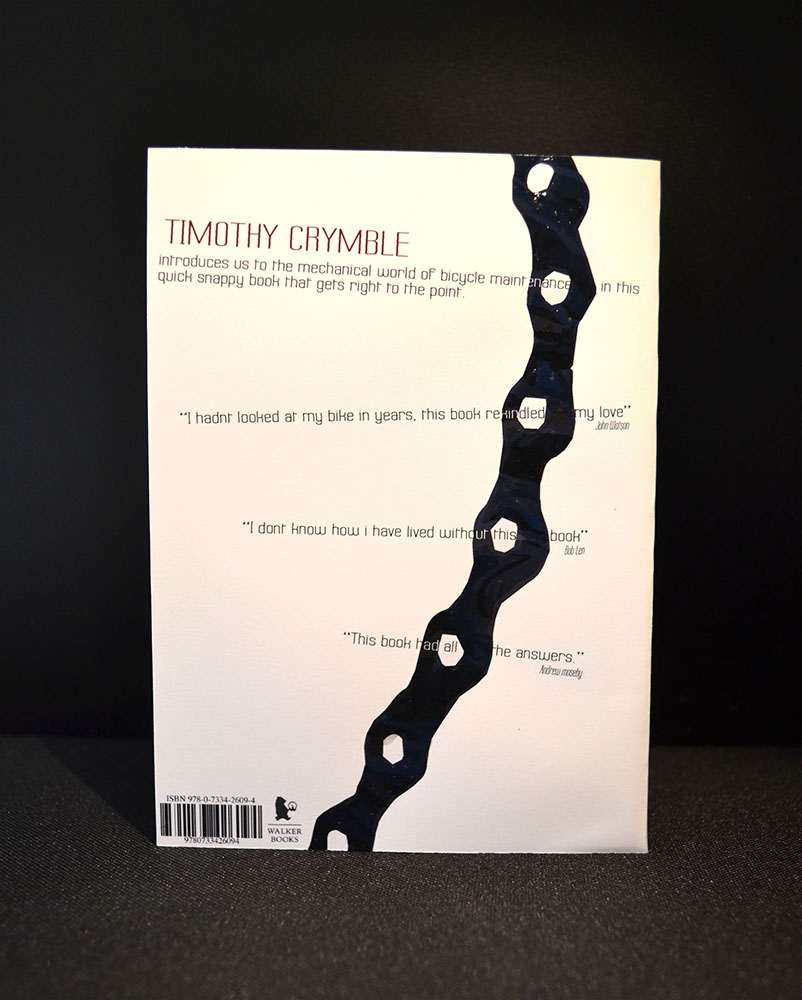 TIMOTHY CRYMBLE
introduces us to the mechanical world of bicycle maintenance in this
quick snappy book that gets right to the point.
“I hadnt looked at my bike in years, this book rekindled my love”
John Watson
“I dont know how i have lived without this book”
Bob Len
“This book had all the answers.”
Andrew moseby
ISBN 978-0-7334-2609-4
9780733426094
WALKER
BOOKS